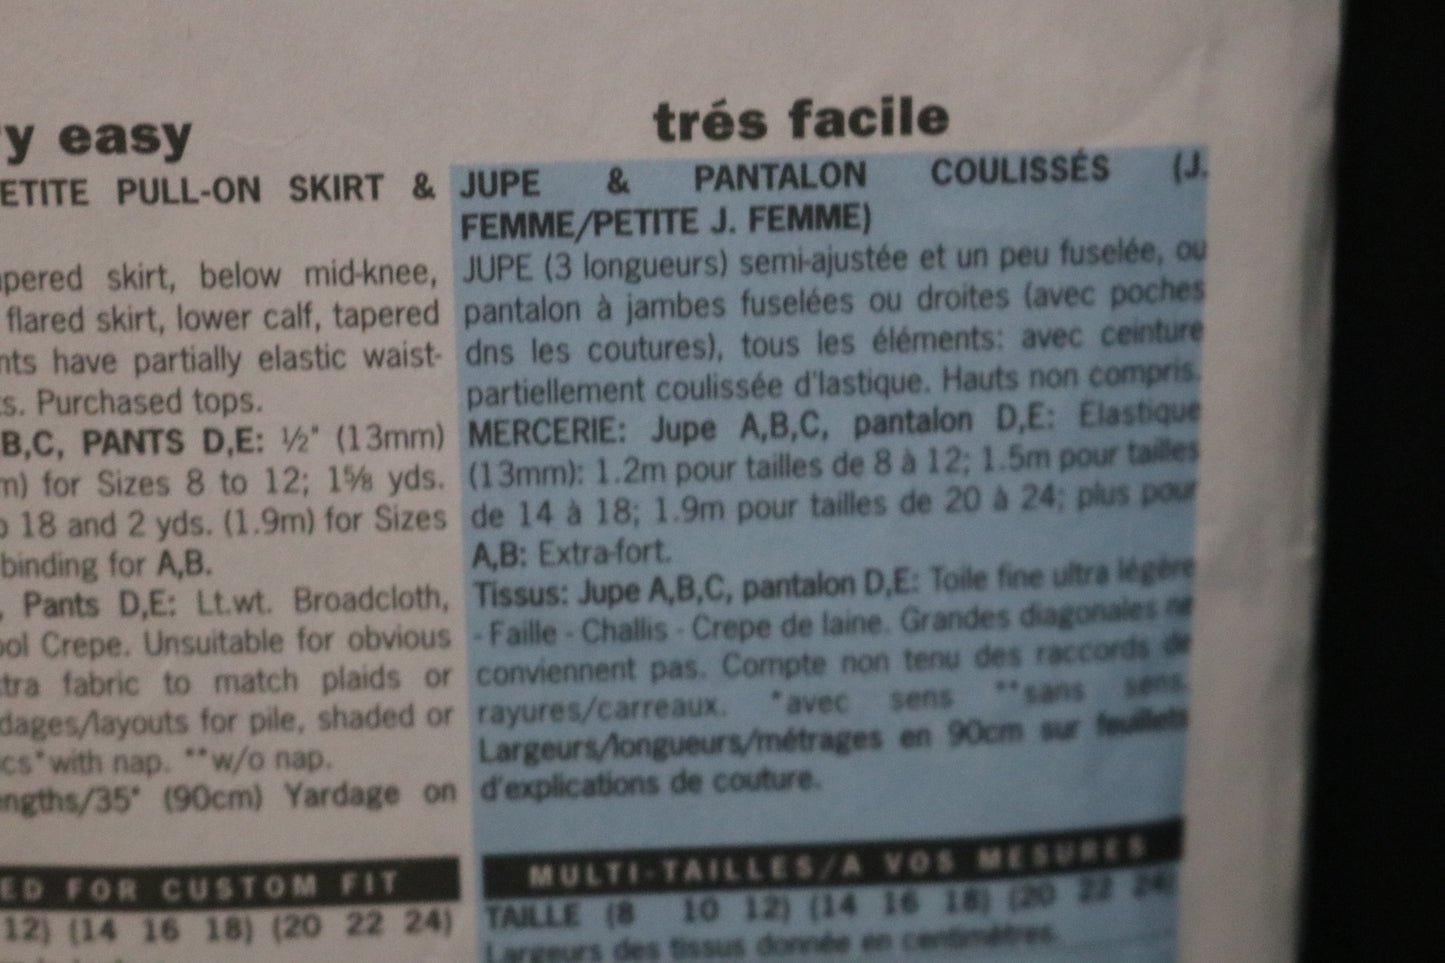 y easy
ETITE PULL-ON SKIRT &
pered skirt, below mid-knee,
flared skirt, lower calf, tapered
nts have partially elastic waist-
s. Purchased tops.
B,C, PANTS D,E: ½" (13mm)
m) for Sizes 8 to 12; 1⅝ yds.
o 18 and 2 yds. (1.9m) for Sizes
binding for A,B.
, Pants D,E: Lt.wt. Broadcloth,
ool Crepe. Unsuitable for obvious
tra fabric to match plaids or
dages/layouts for pile, shaded or
cs*with nap. **w/o nap.
engths/35" (90cm) Yardage on
ED FOR CUSTOM FIT
12) (14 16 18) (20 22 24)
trés facile
JUPE & PANTALON COULISSÉS (J.
FEMME/PETITE J. FEMME)
JUPE (3 longueurs) semi-ajustée et un peu fuselée, ou
pantalon à jambes fuselées ou droites (avec poches
dns les coutures), tous les éléments: avec ceinture
partiellement coulissée d'lastique. Hauts non compris.
MERCERIE: Jupe A,B,C, pantalon D,E: Elastique
(13mm): 1.2m pour tailles de 8 à 12; 1.5m pour tailles
de 14 à 18; 1.9m pour tailles de 20 à 24; plus pour
A,B: Extra-fort.
Tissus: Jupe A,B,C, pantalon D,E: Toile fine ultra légère
- Faille - Challis - Crepe de laine. Grandes diagonales ne
conviennent pas. Compte non tenu des raccords de
rayures/carreaux. *avec sens **sans sens.
Largeurs/longueurs/métrages en 90cm sur feuillets
d'explications de couture.
MULTI-TAILLES/A VOS MESURES
TAILLE (8 10 12) (14 16 18) (20 22 24)
Largeurs des tissus donnée en centimètres.